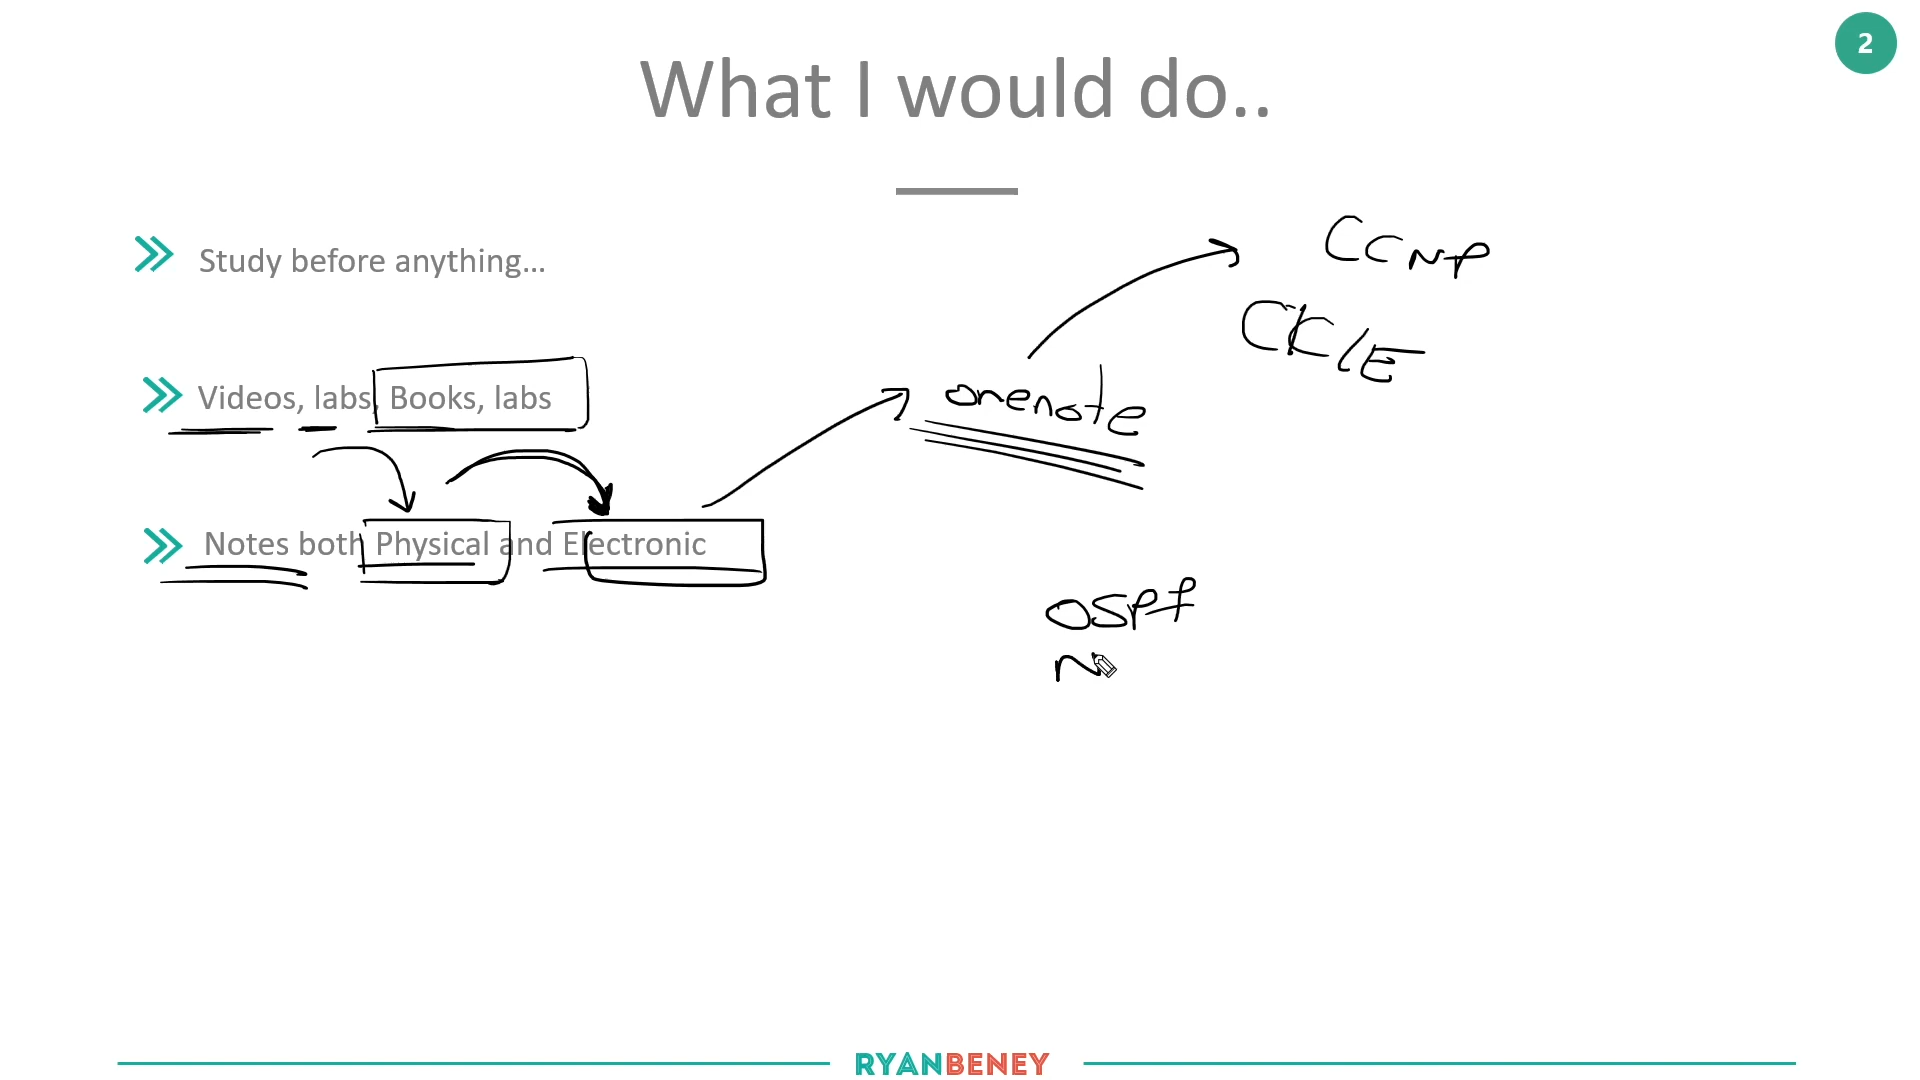 2
What I would do..
Study before anything...
CCNP
CCIE
Videos, labs, Books, labs
onenote
Notes both Physical and Electronic
OSPF
N
RYANBENEY